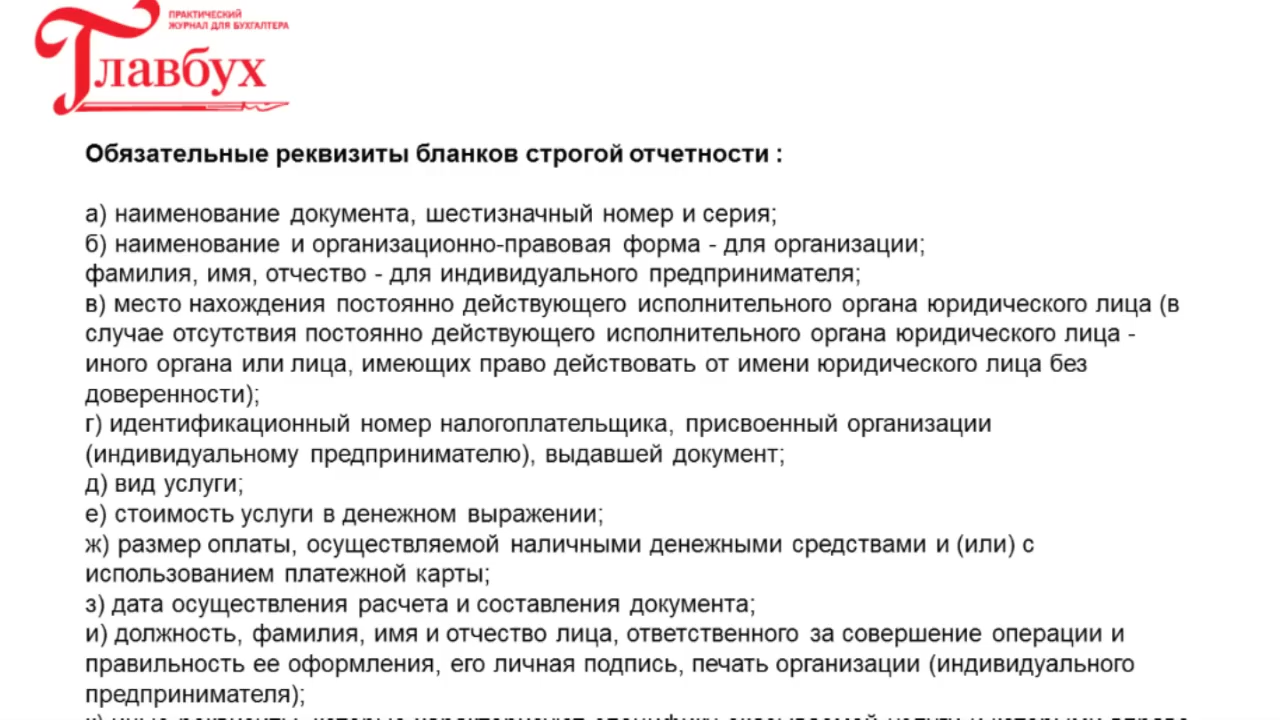 ПРАКТИЧЕСКИЙ
ЖУРНАЛ ДЛЯ БУХГАЛТЕРА
Главбух
Обязательные реквизиты бланков строгой отчетности :
а) наименование документа, шестизначный номер и серия;
б) наименование и организационно-правовая форма - для организации;
фамилия, имя, отчество - для индивидуального предпринимателя;
в) место нахождения постоянно действующего исполнительного органа юридического лица (в
случае отсутствия постоянно действующего исполнительного органа юридического лица -
иного органа или лица, имеющих право действовать от имени юридического лица без
доверенности);
г) идентификационный номер налогоплательщика, присвоенный организации
(индивидуальному предпринимателю), выдавшей документ;
д) вид услуги;
е) стоимость услуги в денежном выражении;
ж) размер оплаты, осуществляемой наличными денежными средствами и (или) с
использованием платежной карты;
з) дата осуществления расчета и составления документа;
и) должность, фамилия, имя и отчество лица, ответственного за совершение операции и
правильность ее оформления, его личная подпись, печать организации (индивидуального
предпринимателя);